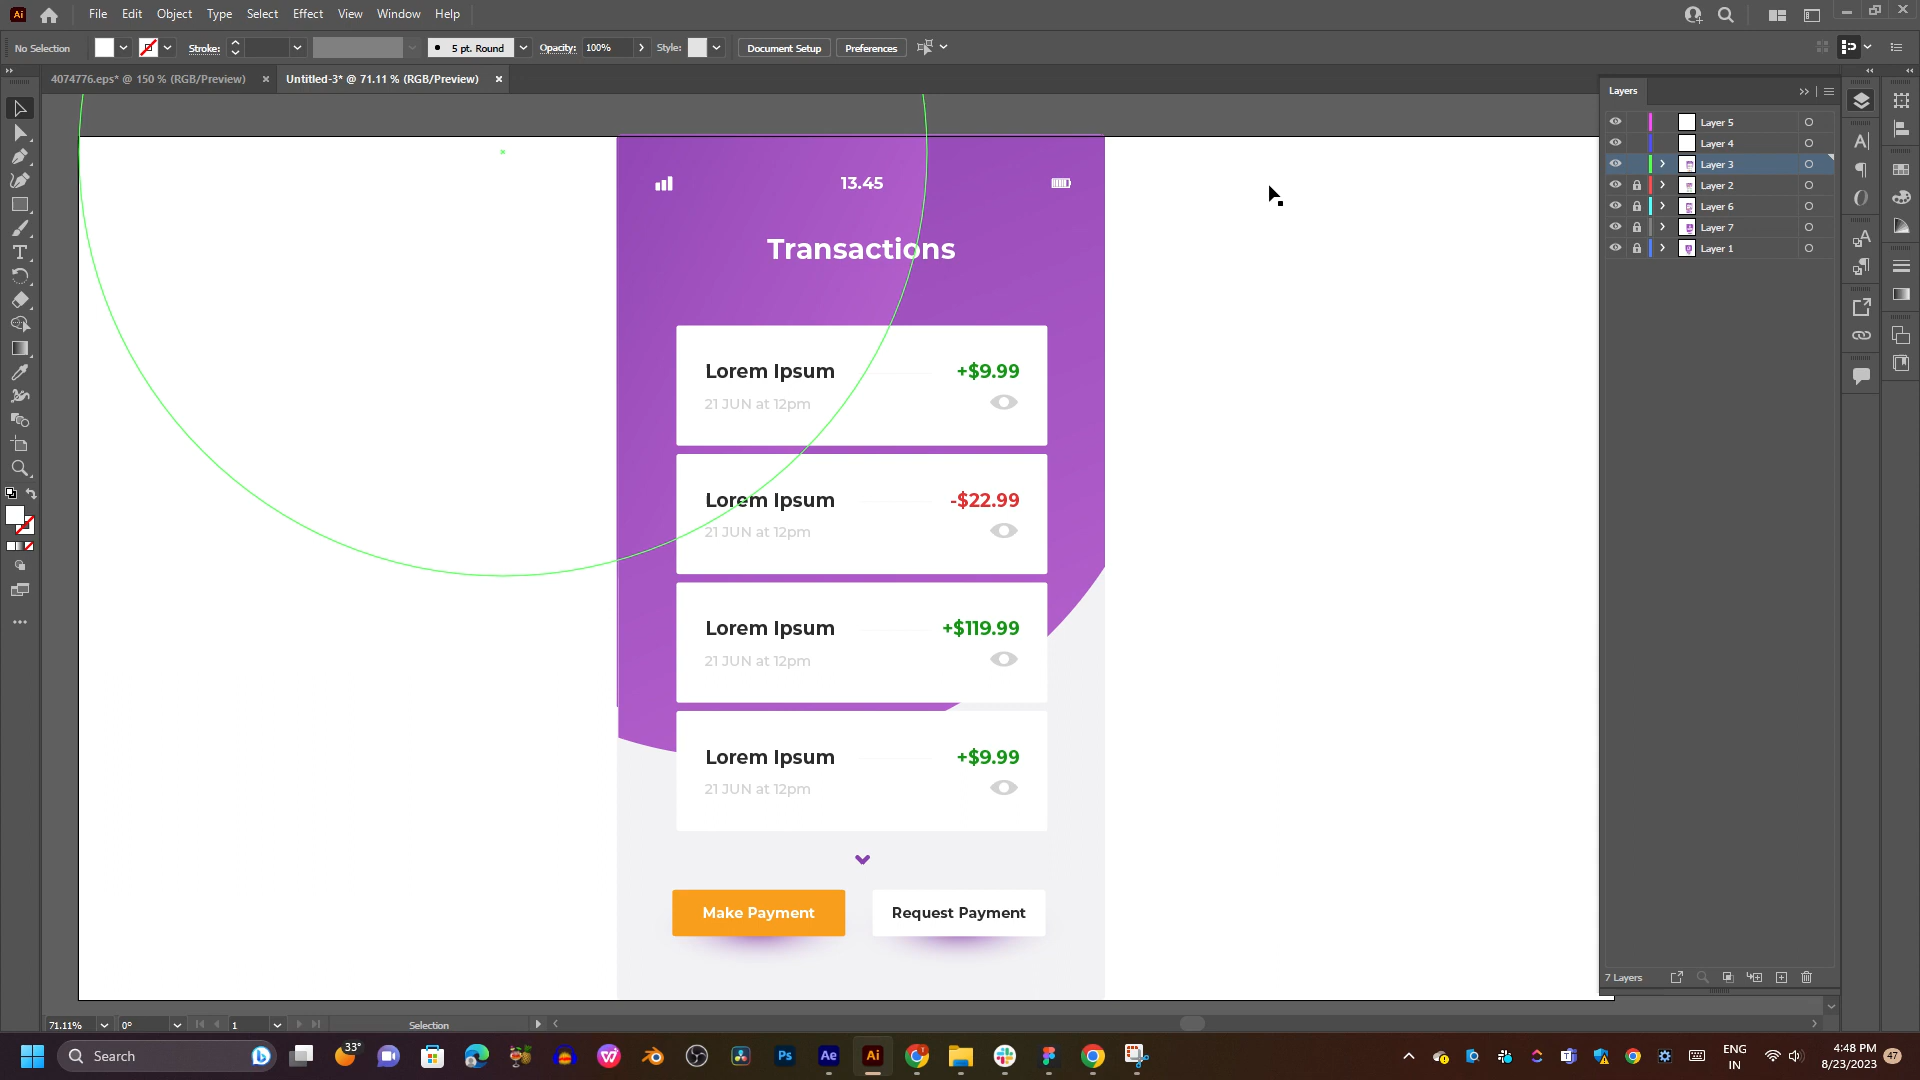 Ai File Edit Object Type Select Effect View Window Help
No Selection Stroke: 5 pt. Round Opacity: 100% Style: Document Setup Preferences
4074776.eps* @ 150 % (RGB/Preview) × Untitled-3* @ 71.11 % (RGB/Preview) ×
Layers
Layer 5
Layer 4
Layer 3
Layer 2
Layer 6
Layer 7
Layer 1
13.45
Transactions
Lorem Ipsum +$9.99
21 JUN at 12pm
Lorem Ipsum -$22.99
21 JUN at 12pm
Lorem Ipsum +$119.99
21 JUN at 12pm
Lorem Ipsum +$9.99
21 JUN at 12pm
Make Payment Request Payment
7 Layers
71.11% 0° 1 Selection
Search Ps Ae Ai
33°
ENG
IN
4:48 PM
8/23/2023
47